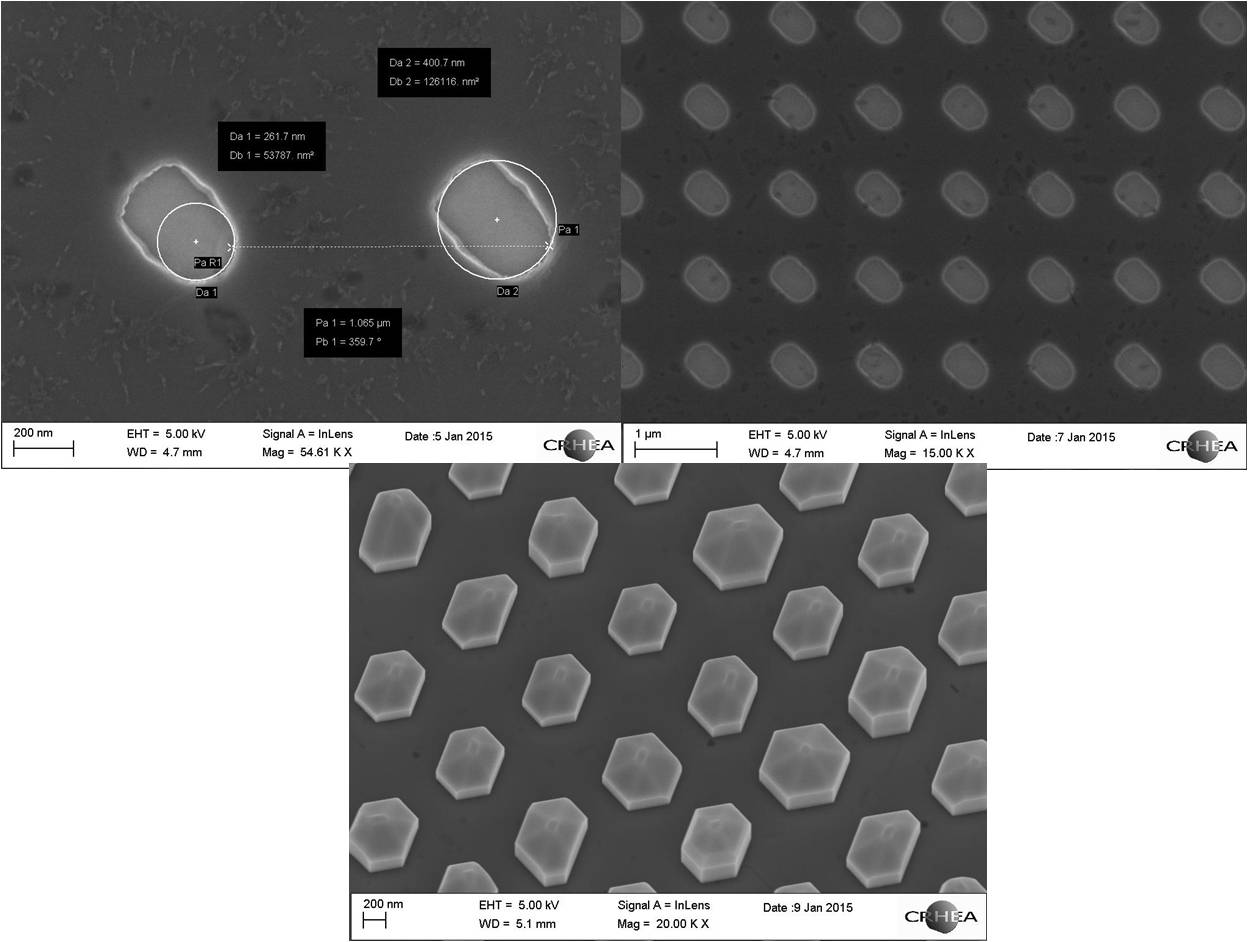 Da 2 = 400.7 nm
Db 2 = 126116. nm²
Da 1 = 261.7 nm
Db 1 = 53787. nm²
Pa 1
Pa R1
Da 1
Da 2
Pa 1 = 1.065 µm
Pb 1 = 359.7 °
200 nm
EHT = 5.00 kV
Signal A = InLens
Date :5 Jan 2015
WD = 4.7 mm
Mag = 54.61 K X
CRHEA
1 µm
EHT = 5.00 kV
Signal A = InLens
Date :7 Jan 2015
WD = 4.7 mm
Mag = 15.00 K X
CRHEA
200 nm
EHT = 5.00 kV
Signal A = InLens
Date :9 Jan 2015
WD = 5.1 mm
Mag = 20.00 K X
CRHEA